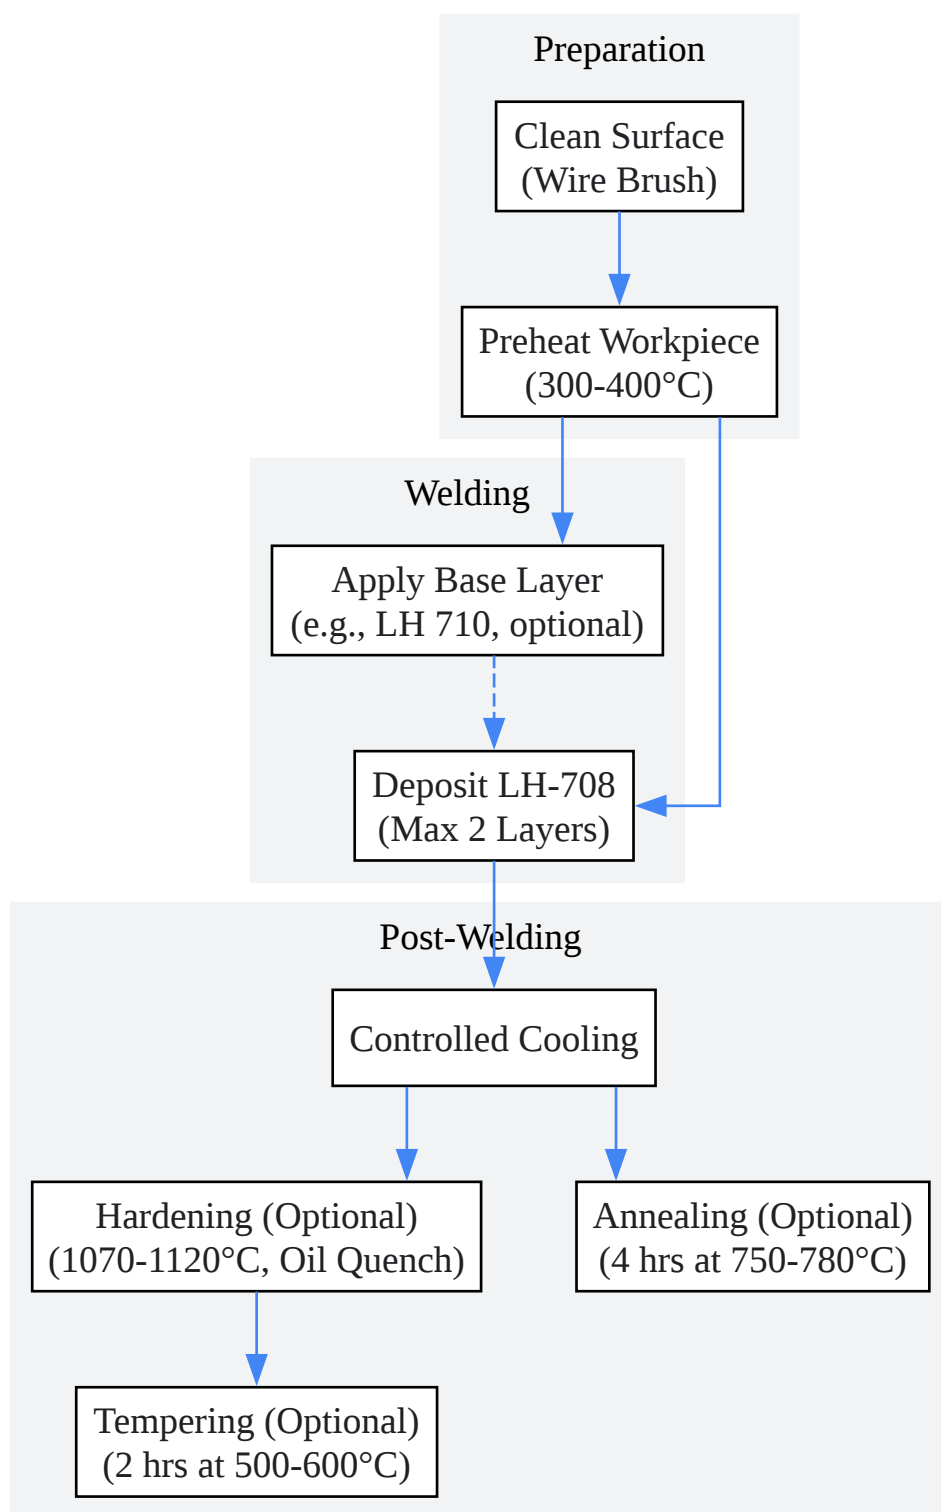 Preparation
Clean Surface
(Wire Brush)
Preheat Workpiece
(300-400°C)
Welding
Apply Base Layer
(e.g., LH 710, optional)
Deposit LH-708
(Max 2 Layers)
Post-Welding
Controlled Cooling
Hardening (Optional)
(1070-1120°C, Oil Quench)
Annealing (Optional)
(4 hrs at 750-780°C)
Tempering (Optional)
(2 hrs at 500-600°C)